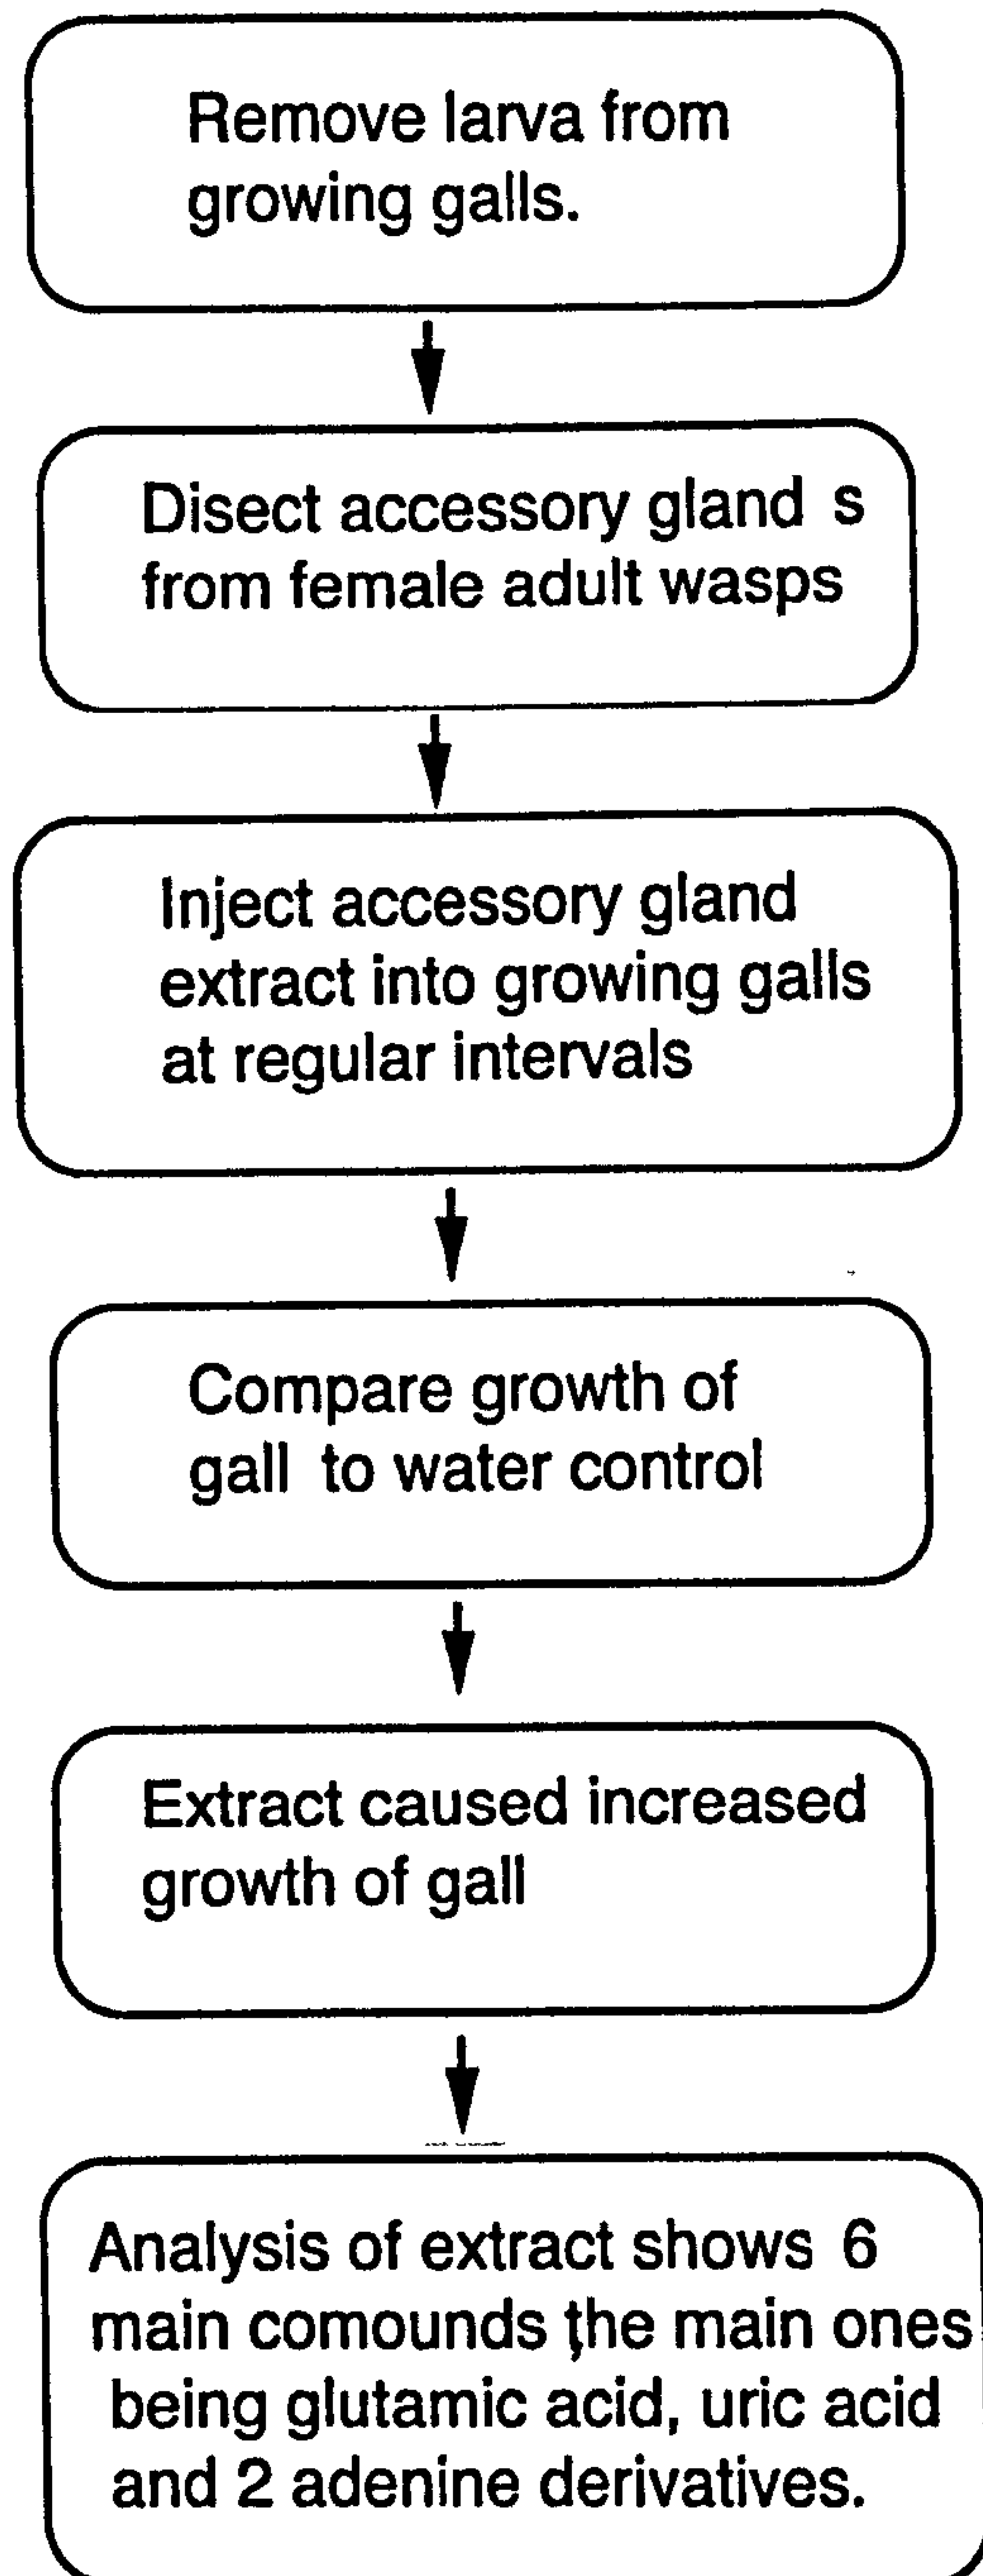 Remove larva from
growing galls.
Disect accessory gland s
from female adult wasps
Inject accessory gland
extract into growing galls
at regular intervals
Compare growth of
gall to water control
Extract caused increased
growth of gall
Analysis of extract shows 6
main comounds the main ones
being glutamic acid, uric acid
and 2 adenine derivatives.